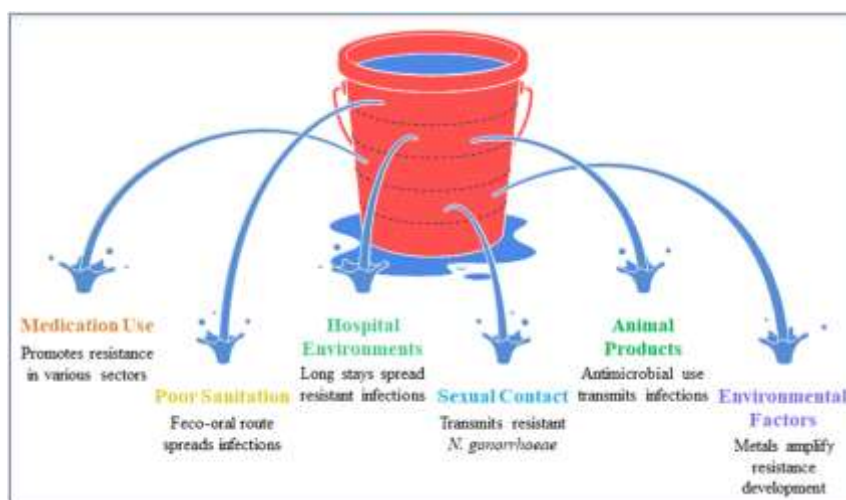 Medication Use
Promotes resistance
in various sectors
Poor Sanitation
Feco-oral route
spreads infections
Hospital
Environments
Long stays spread
resistant infections
Sexual Contact
Transmits resistant
N. gonorrhoeae
Animal
Products
Antimicrobial use
transmits infections
Environmental
Factors
Metals amplify
resistance
development